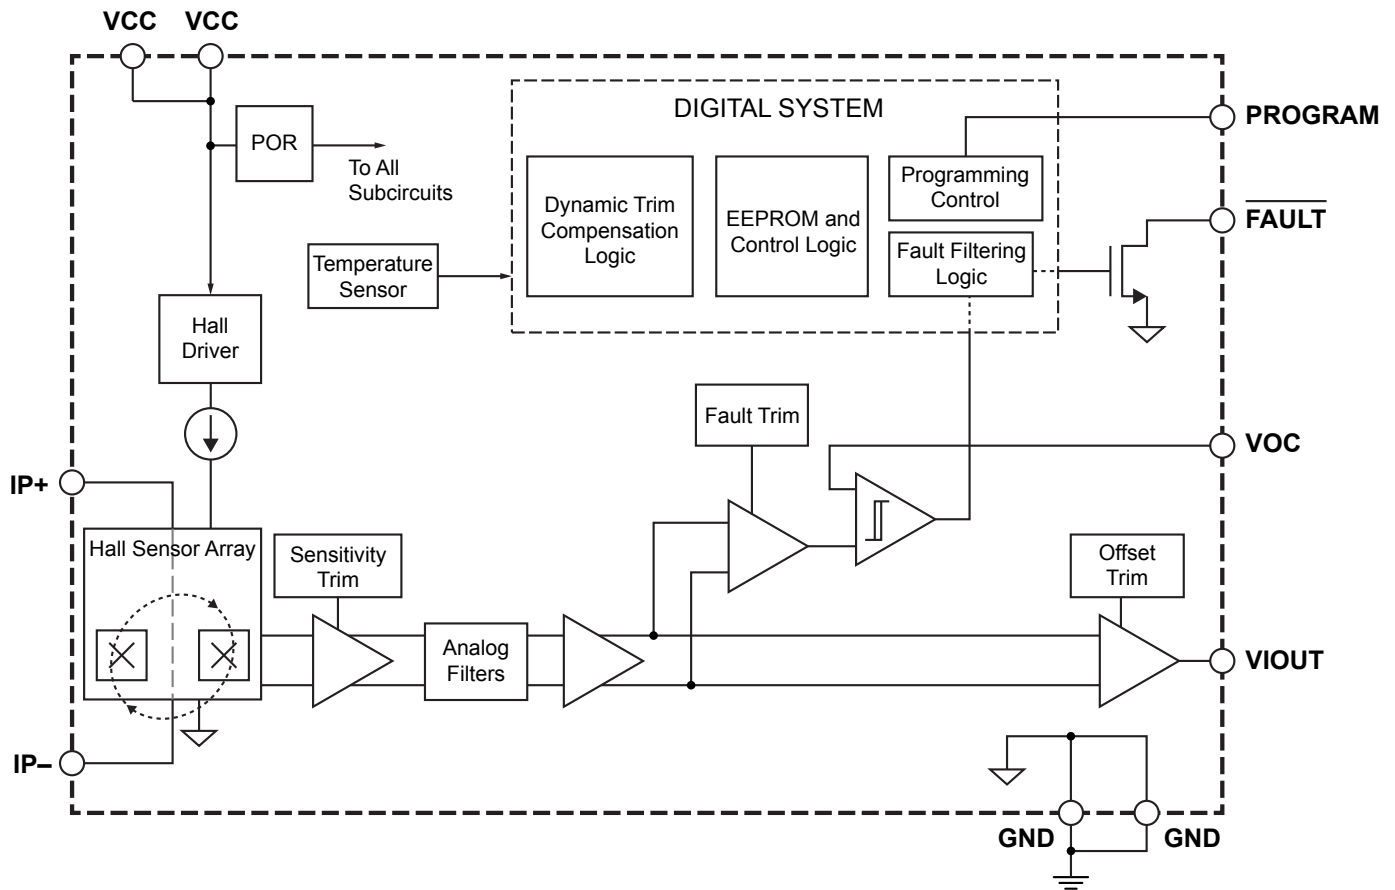 VCC VCC
DIGITAL SYSTEM
PROGRAM
POR
To All
Subcircuits
Dynamic Trim
Compensation
Logic
EEPROM and
Control Logic
Programming
Control
FAULT
Fault Filtering
Logic
Temperature
Sensor
Hall
Driver
Fault Trim
VOC
IP+
Hall Sensor Array
Sensitivity
Trim
Offset
Trim
Analog
Filters
VIOUT
IP–
GND GND